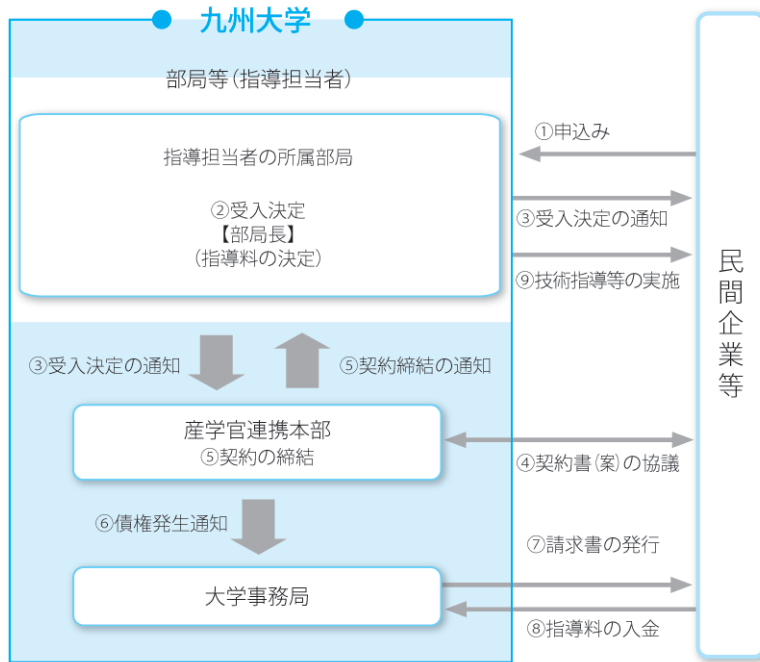 九州大学
部局等(指導担当者)
指導担当者の所属部局
②受入決定
【部局長】
(指導料の決定)
①申込み
③受入決定の通知
⑨技術指導等の実施
民間企業等
③受入決定の通知
⑤契約締結の通知
産学官連携本部
⑤契約の締結
④契約書(案)の協議
⑥債権発生通知
⑦請求書の発行
大学事務局
⑧指導料の入金